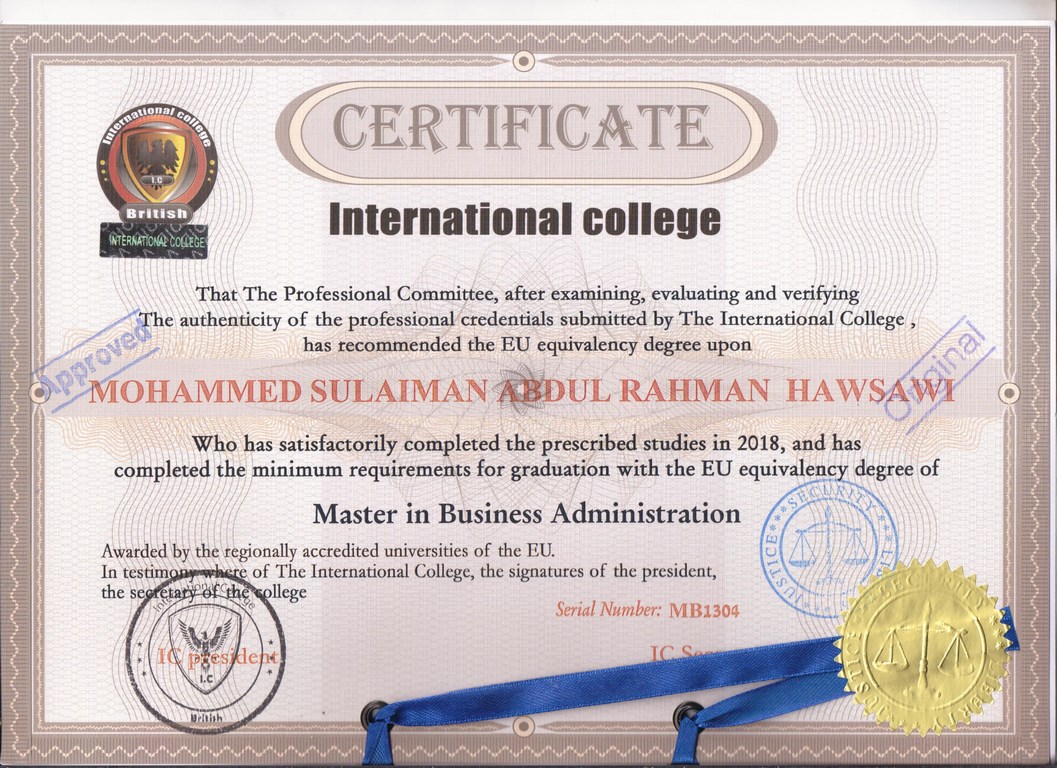 International college
CERTIFICATE
I.C
British
INTERNATIONAL COLLEGE
International college
That The Professional Committee, after examining, evaluating and verifying
The authenticity of the professional credentials submitted by The International College ,
has recommended the EU equivalency degree upon
Approved
Original
MOHAMMED SULAIMAN ABDUL RAHMAN HAWSAWI
Who has satisfactorily completed the prescribed studies in 2018, and has
completed the minimum requirements for graduation with the EU equivalency degree of
Master in Business Administration
SECURITY
JUSTICE
Awarded by the regionally accredited universities of the EU.
In testimony where of The International College, the signatures of the president,
the secretary of the college
Serial Number: MB1304
International College
IC president
IC
I.C
British
SECURITY
JUSTICE
LIBERTY